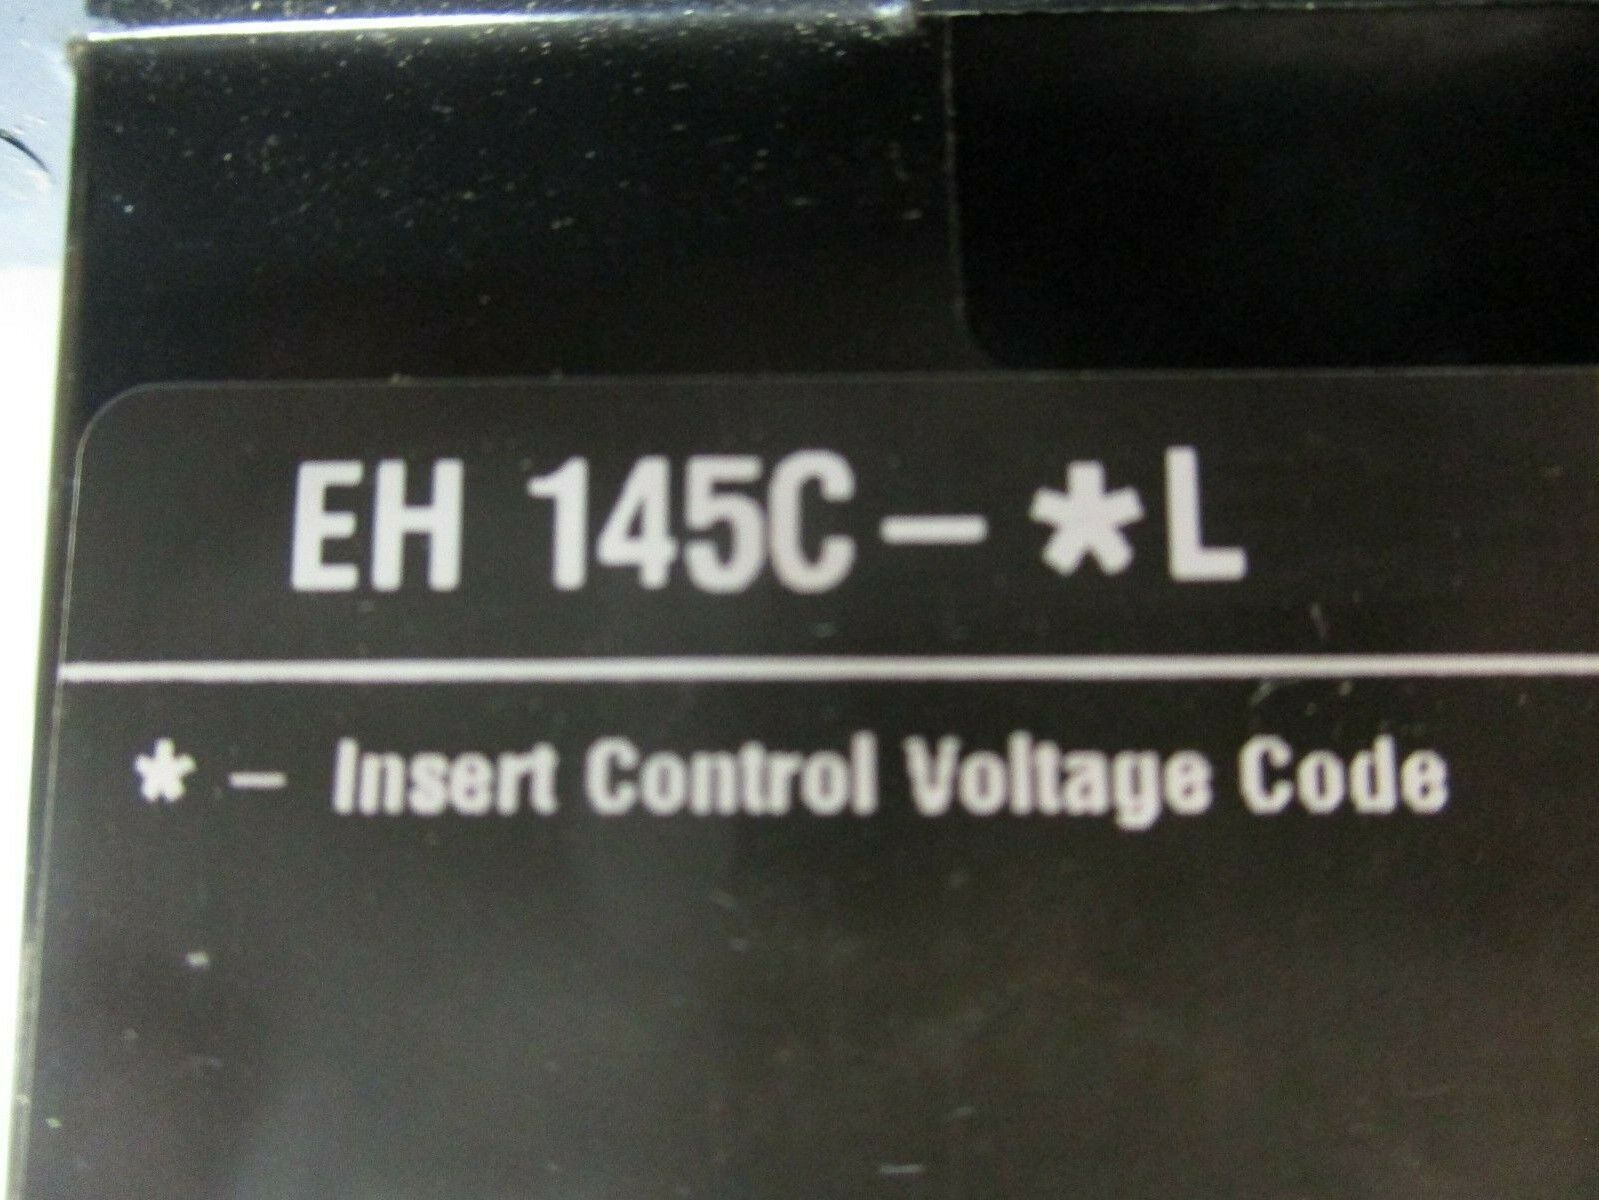 EH 145C – *L
* – Insert Control Voltage Code